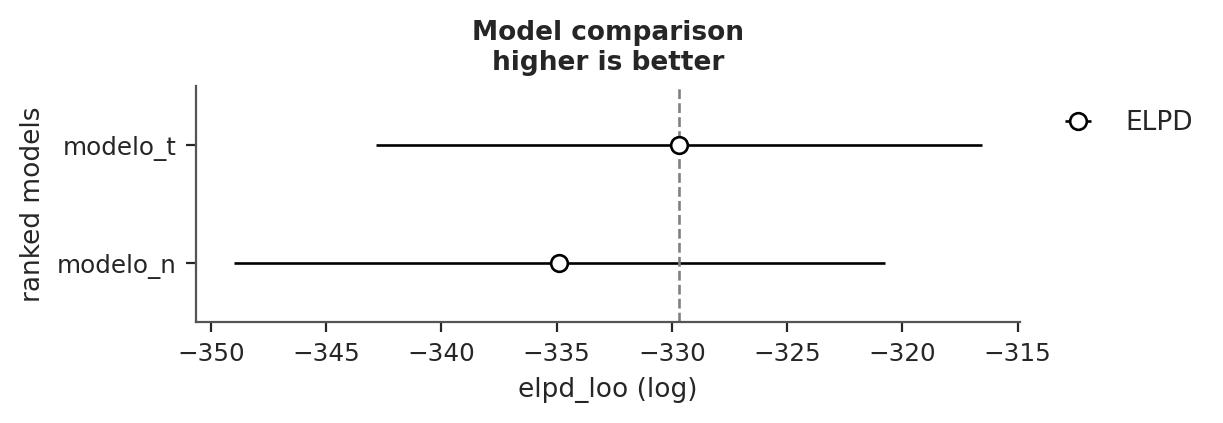 Model comparison
higher is better
ranked models
modelo_t
modelo_n
ELPD
−350 −345 −340 −335 −330 −325 −320 −315
elpd_loo (log)